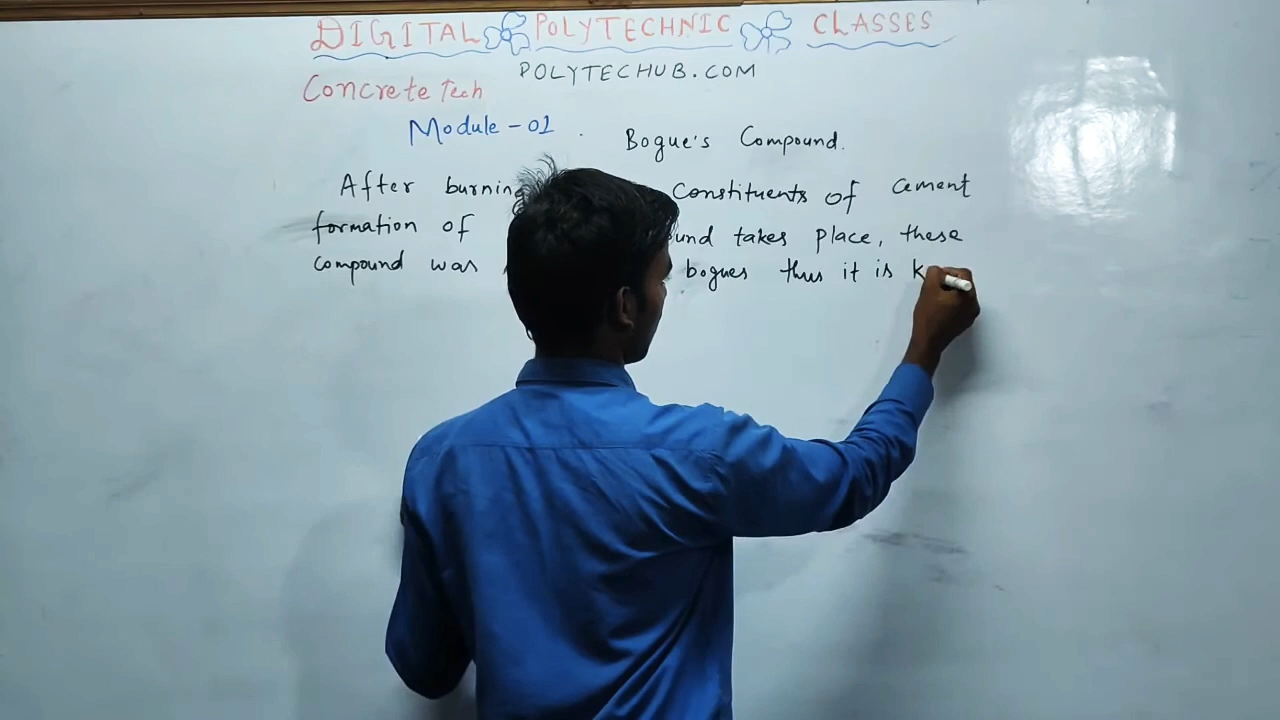 DIGITAL POLYTECHNIC CLASSES
POLYTECHUB.COM
Concrete Tech
Module - 01 . Bogue's Compound.
After burning constituents of cement
formation of takes place, these
compound was bogues thus it is